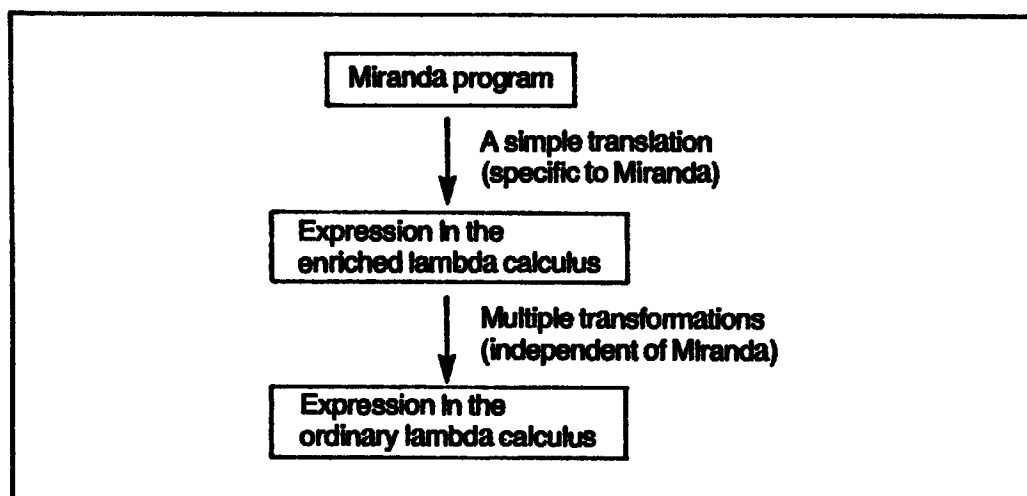 Miranda program
A simple translation
(specific to Miranda)
Expression in the
enriched lambda calculus
Multiple transformations
(independent of Miranda)
Expression in the
ordinary lambda calculus